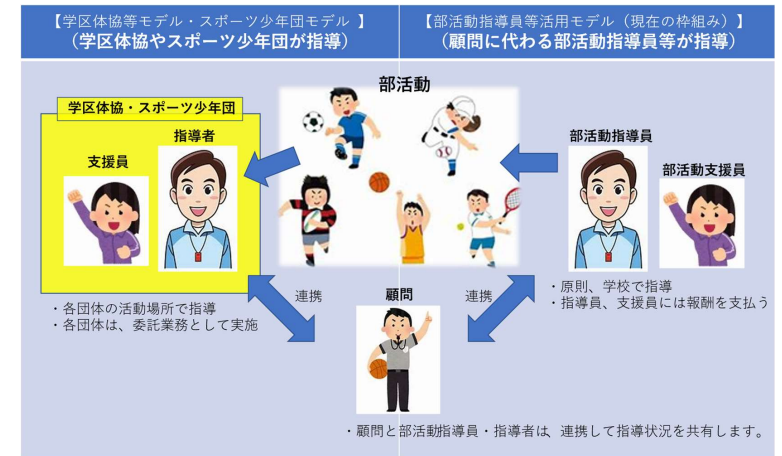 【学区体協等モデル・スポーツ少年団モデル 】
（学区体協やスポーツ少年団が指導）
【部活動指導員等活用モデル（現在の枠組み）】
（顧問に代わる部活動指導員等が指導）
部活動
学区体協・スポーツ少年団
指導者
支援員
部活動指導員
部活動支援員
・各団体の活動場所で指導
・各団体は、委託業務として実施
連携
顧問
連携
・原則、学校で指導
・指導員、支援員には報酬を支払う
・顧問と部活動指導員・指導者は、連携して指導状況を共有します。